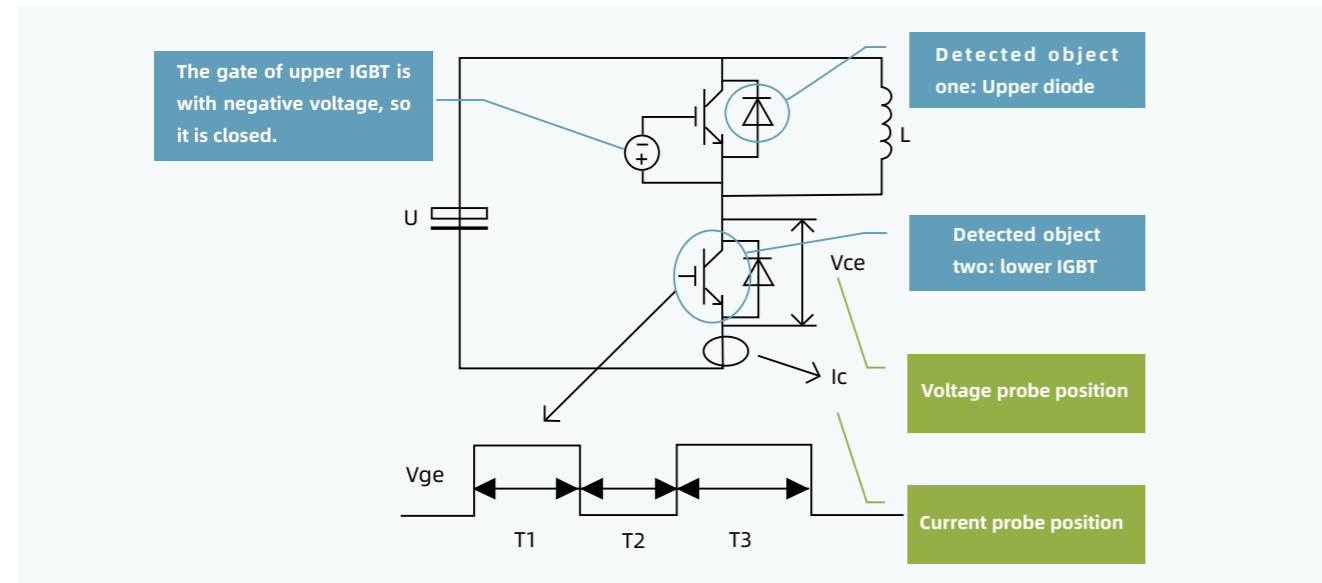 The gate of upper IGBT is
with negative voltage, so
it is closed.
Detected object
one: Upper diode
L
U
Detected object
two: lower IGBT
Vce
Ic
Voltage probe position
Vge
Current probe position
T1
T2
T3